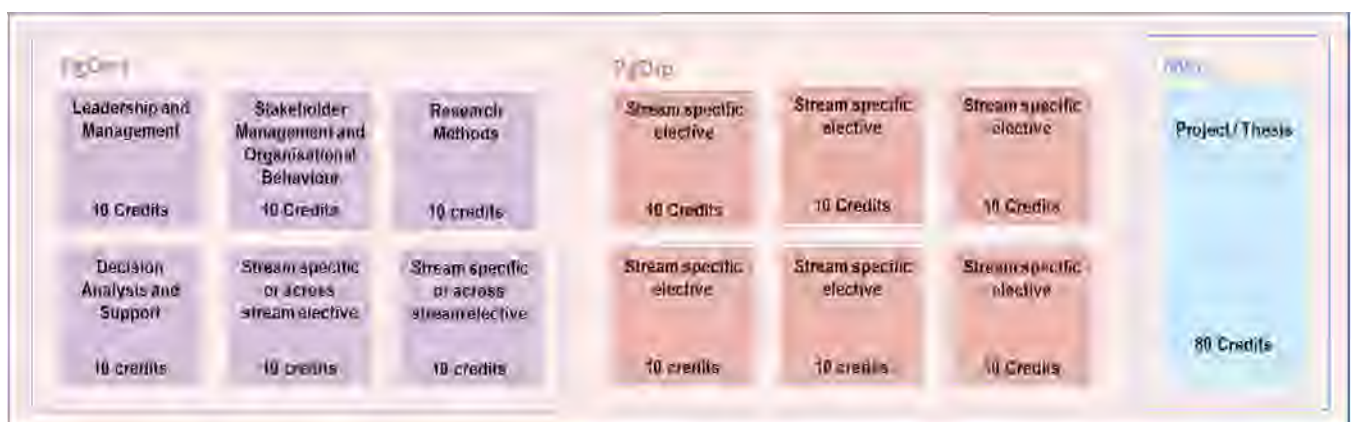 PgCert
Leadership and
Management
10 Credits
Stakeholder
Management and
Organisational
Behaviour
10 Credits
Research
Methods
10 credits
Decision
Analysis and
Support
10 credits
Stream specific
or across
stream elective
10 credits
Stream specific
or across
stream elective
10 credits
PgDip
Stream specific
elective
10 Credits
Stream specific
elective
10 Credits
Stream specific
elective
10 Credits
Stream specific
elective
10 credits
Stream specific
elective
10 credits
Stream specific
elective
10 Credits
Project / Thesis
80 Credits